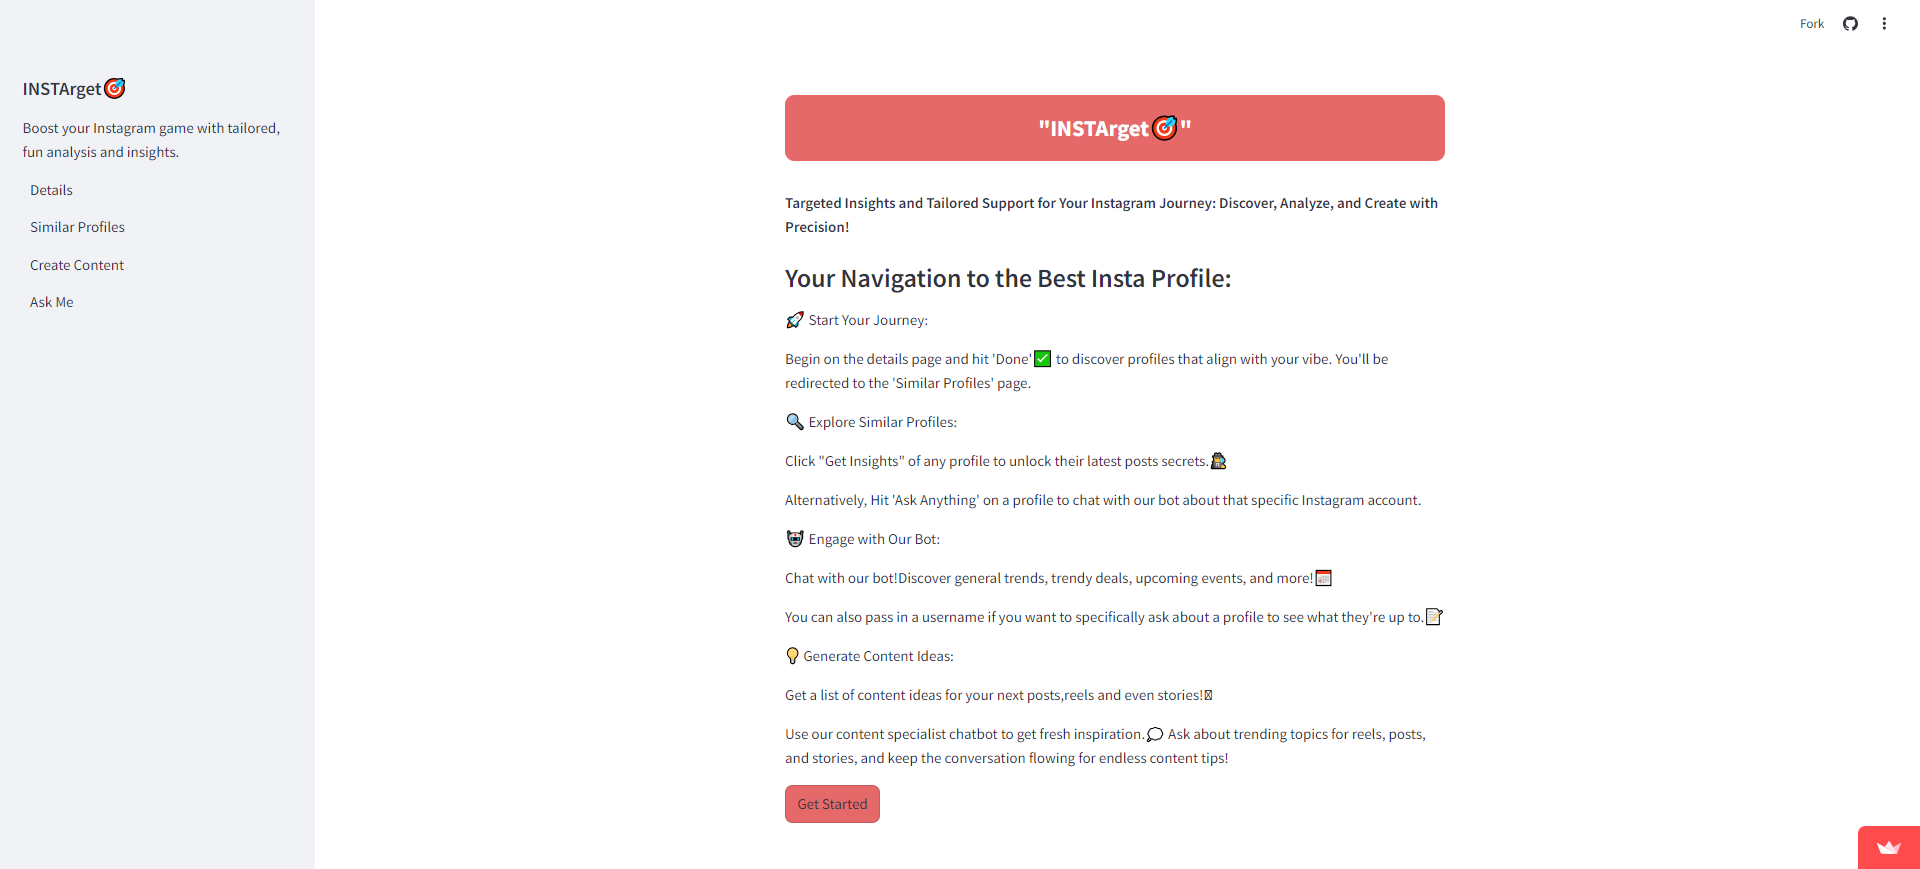 Fork
INSTArget🎯
Boost your Instagram game with tailored,
fun analysis and insights.
Details
Similar Profiles
Create Content
Ask Me
"INSTArget🎯"
Targeted Insights and Tailored Support for Your Instagram Journey: Discover, Analyze, and Create with
Precision!
Your Navigation to the Best Insta Profile:
🚀 Start Your Journey:
Begin on the details page and hit 'Done'✅ to discover profiles that align with your vibe. You'll be
redirected to the 'Similar Profiles' page.
🔍 Explore Similar Profiles:
Click "Get Insights" of any profile to unlock their latest posts secrets.🕵
Alternatively, Hit 'Ask Anything' on a profile to chat with our bot about that specific Instagram account.
🤖 Engage with Our Bot:
Chat with our bot!Discover general trends, trendy deals, upcoming events, and more!📅
You can also pass in a username if you want to specifically ask about a profile to see what they're up to.📝
💡Generate Content Ideas:
Get a list of content ideas for your next posts,reels and even stories!
Use our content specialist chatbot to get fresh inspiration.💭 Ask about trending topics for reels, posts,
and stories, and keep the conversation flowing for endless content tips!
Get Started